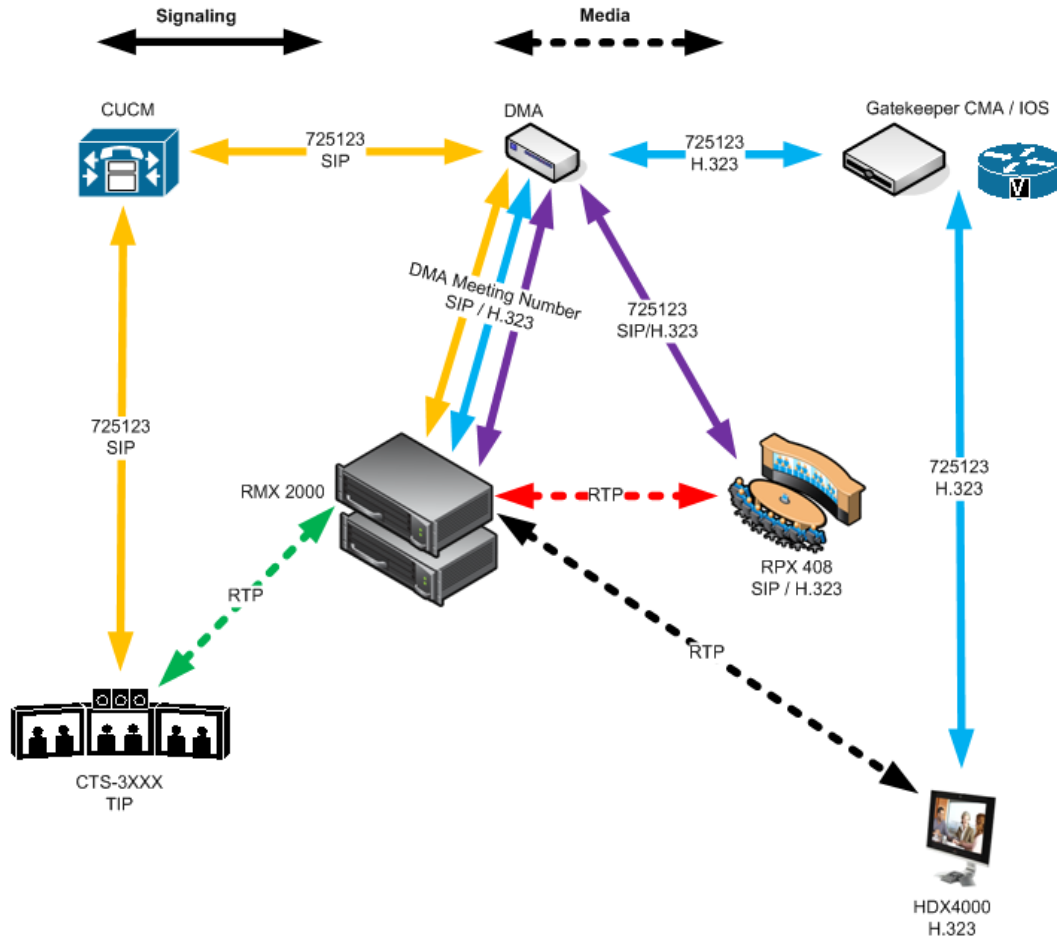 Signaling
Media
CUCM
DMA
Gatekeeper CMA / IOS
725123
SIP
725123
H.323
V
DMA Meeting Number
SIP / H.323
725123
SIP/H.323
725123
SIP
725123
H.323
RMX 2000
RTP
RPX 408
SIP / H.323
RTP
RTP
CTS-3XXX
TIP
HDX4000
H.323